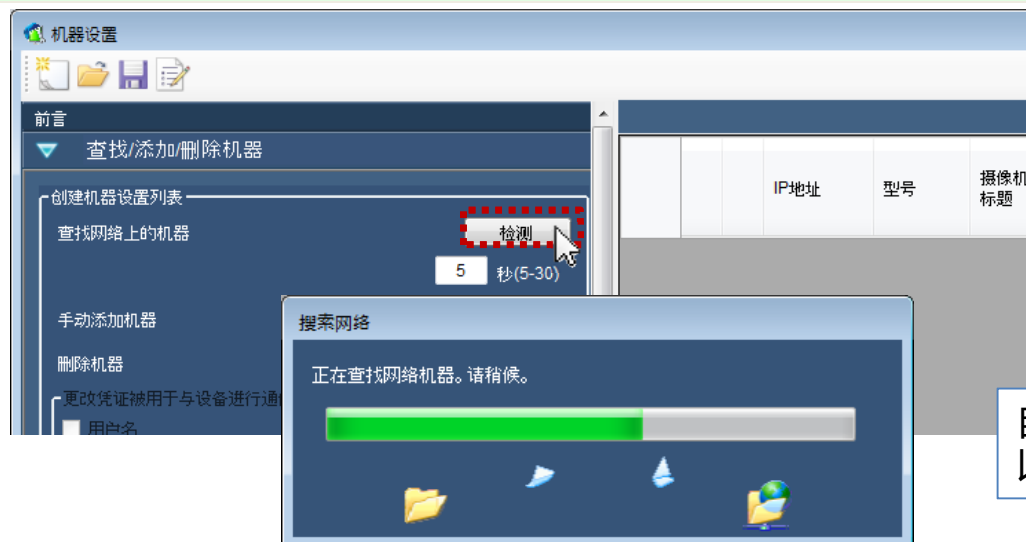 机器设置
前言
查找/添加/删除机器
创建机器设置列表
查找网络上的机器
检测
5 秒(5-30)
手动添加机器
删除机器
更改凭证被用于与设备进行通
用户名
IP地址
型号
摄像机
标题
搜索网络
正在查找网络机器。请稍候。